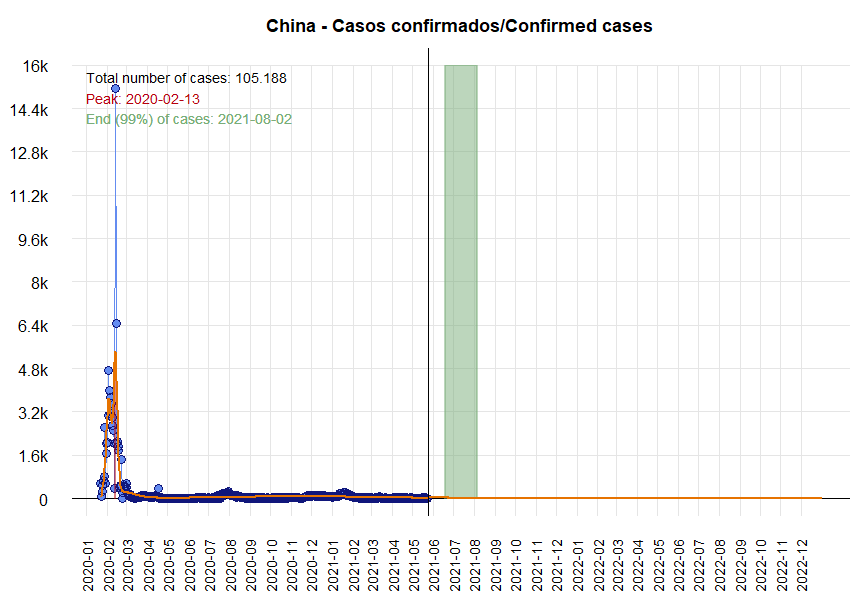 China - Casos confirmados/Confirmed cases
Total number of cases: 105.188
Peak: 2020-02-13
End (99%) of cases: 2021-08-02
16k
14.4k
12.8k
11.2k
9.6k
8k
6.4k
4.8k
3.2k
1.6k
0
2020-01
2020-02
2020-03
2020-04
2020-05
2020-06
2020-07
2020-08
2020-09
2020-10
2020-12
2021-01
2021-02
2021-03
2021-04
2021-05
2021-06
2021-07
2021-08
2021-09
2021-10
2021-11
2021-12
2022-01
2022-02
2022-03
2022-04
2022-05
2022-06
2022-07
2022-08
2022-09
2022-10
2022-11
2022-12